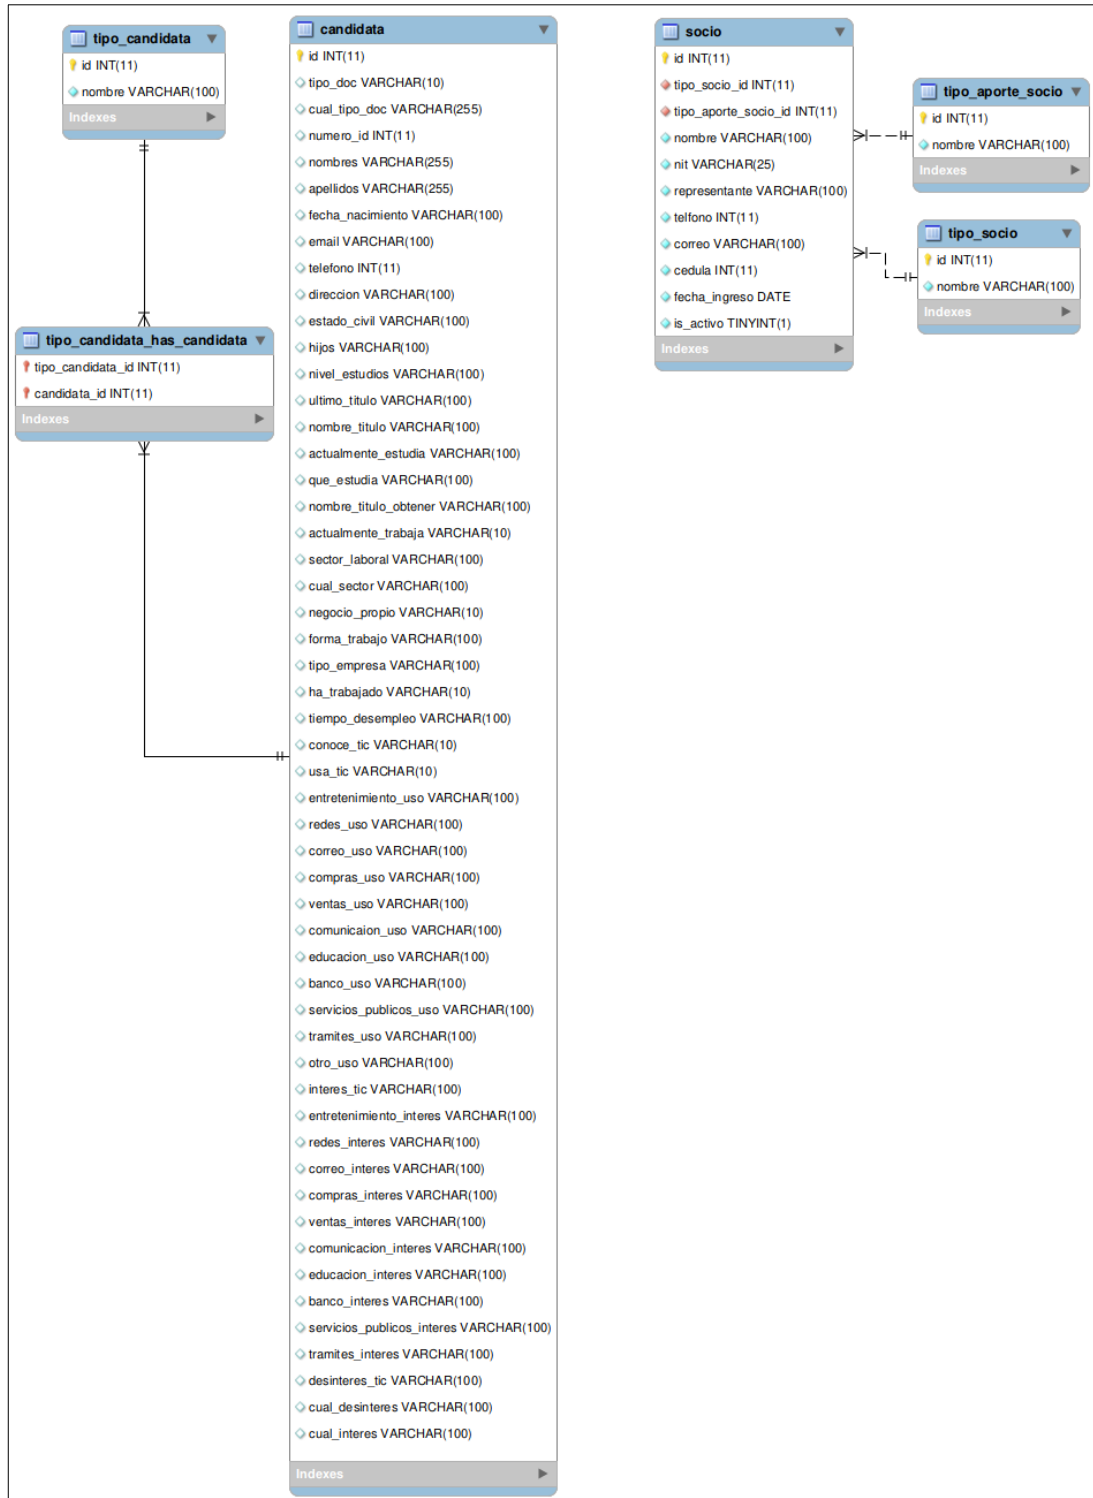 tipo_candidata
id INT(11)
nombre VARCHAR(100)
Indexes
tipo_candidata_has_candidata
tipo_candidata_id INT(11)
candidata_id INT(11)
Indexes
candidata
id INT(11)
tipo_doc VARCHAR(10)
cual_tipo_doc VARCHAR(255)
numero_id INT(11)
nombres VARCHAR(255)
apellidos VARCHAR(255)
fecha_nacimiento VARCHAR(100)
email VARCHAR(100)
telefono INT(11)
direccion VARCHAR(100)
estado_civil VARCHAR(100)
hijos VARCHAR(100)
nivel_estudios VARCHAR(100)
ultimo_titulo VARCHAR(100)
nombre_titulo VARCHAR(100)
actualmente_estudia VARCHAR(100)
que_estudia VARCHAR(100)
nombre_titulo_obtener VARCHAR(100)
actualmente_trabaja VARCHAR(10)
sector_laboral VARCHAR(100)
cual_sector VARCHAR(100)
negocio_propio VARCHAR(10)
forma_trabajo VARCHAR(100)
tipo_empresa VARCHAR(100)
ha_trabajado VARCHAR(10)
tiempo_desempleo VARCHAR(100)
conoce_tic VARCHAR(10)
usa_tic VARCHAR(10)
entretenimiento_uso VARCHAR(100)
redes_uso VARCHAR(100)
correo_uso VARCHAR(100)
compras_uso VARCHAR(100)
ventas_uso VARCHAR(100)
comunicaion_uso VARCHAR(100)
educacion_uso VARCHAR(100)
banco_uso VARCHAR(100)
servicios_publicos_uso VARCHAR(100)
tramites_uso VARCHAR(100)
otro_uso VARCHAR(100)
interes_tic VARCHAR(100)
entretenimiento_interes VARCHAR(100)
redes_interes VARCHAR(100)
correo_interes VARCHAR(100)
compras_interes VARCHAR(100)
ventas_interes VARCHAR(100)
comunicacion_interes VARCHAR(100)
educacion_interes VARCHAR(100)
banco_interes VARCHAR(100)
servicios_publicos_interes VARCHAR(100)
tramites_interes VARCHAR(100)
desinteres_tic VARCHAR(100)
cual_desinteres VARCHAR(100)
cual_interes VARCHAR(100)
Indexes
socio
id INT(11)
tipo_socio_id INT(11)
tipo_aporte_socio_id INT(11)
nombre VARCHAR(100)
nit VARCHAR(25)
representante VARCHAR(100)
telfono INT(11)
correo VARCHAR(100)
cedula INT(11)
fecha_ingreso DATE
is_activo TINYINT(1)
Indexes
tipo_aporte_socio
id INT(11)
nombre VARCHAR(100)
Indexes
tipo_socio
id INT(11)
nombre VARCHAR(100)
Indexes